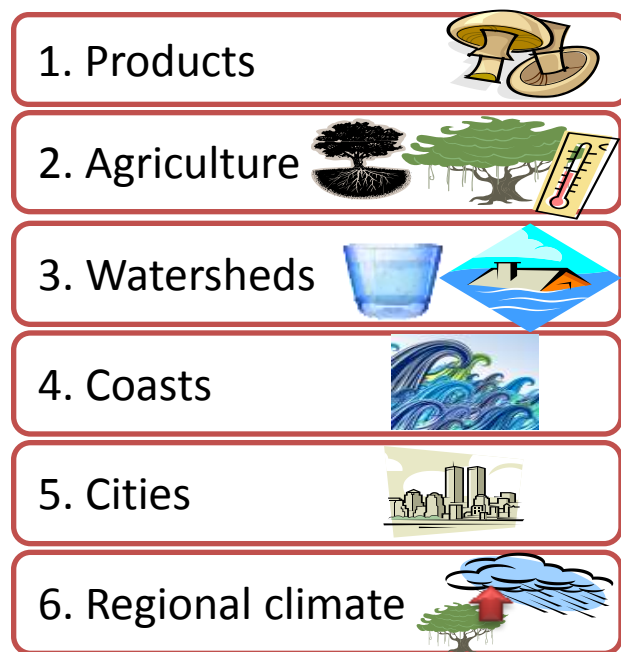 1. Products
2. Agriculture
3. Watersheds
4. Coasts
5. Cities
6. Regional climate